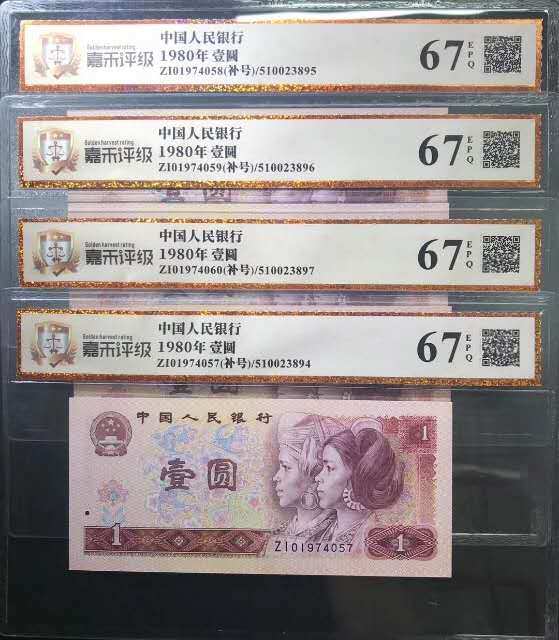 Golden harvest rating
嘉禾评级
中国人民银行
1980年 壹圆
ZI01974058(补号)/510023895
67
EPQ
Golden harvest rating
嘉禾评级
中国人民银行
1980年 壹圆
ZI01974059(补号)/510023896
67
EPQ
Golden harvest rating
嘉禾评级
中国人民银行
1980年 壹圆
ZI01974060(补号)/510023897
67
EPQ
Golden harvest rating
嘉禾评级
中国人民银行
1980年 壹圆
ZI01974057(补号)/510023894
67
EPQ
中国人民银行
1
壹圆
ZI01974057
1
1